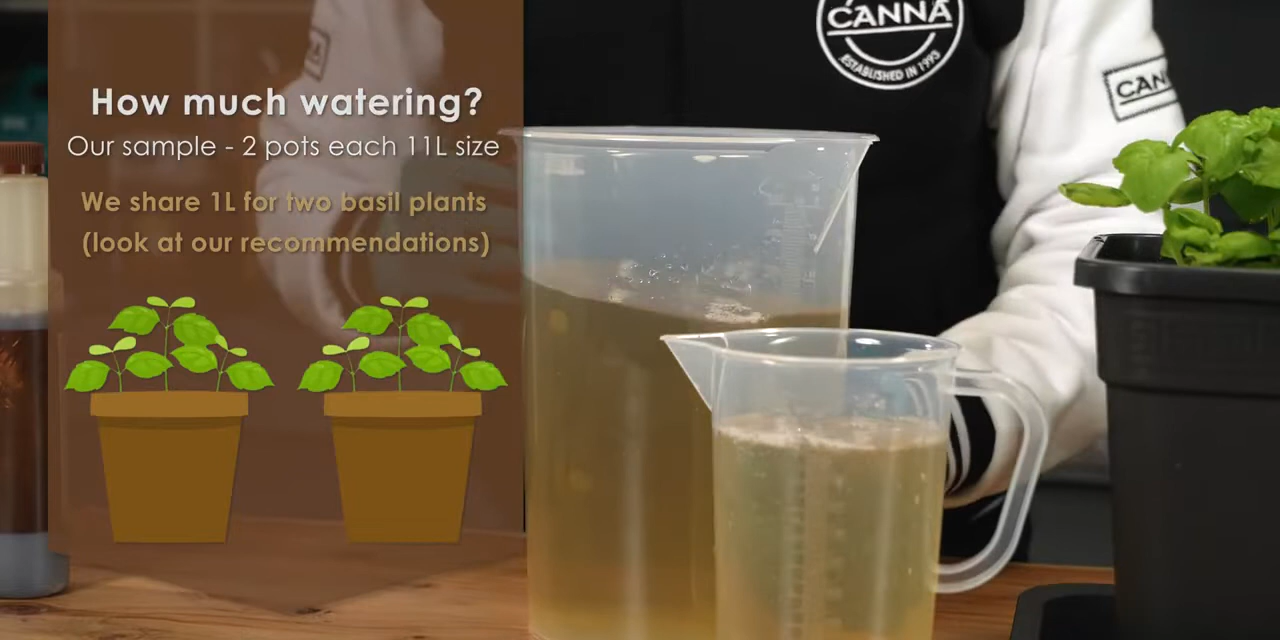 How much watering?
Our sample - 2 pots each 11L size
We share 1L for two basil plants
(look at our recommendations)
CANNA
ESTABLISHED IN 1993
CAN